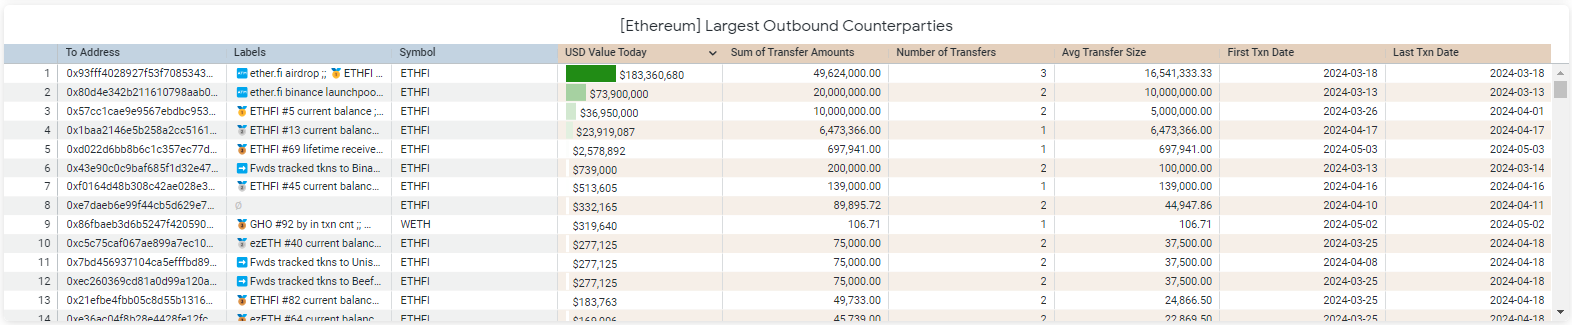 [Ethereum] Largest Outbound Counterparties
To Address Labels Symbol USD Value Today Sum of Transfer Amounts Number of Transfers Avg Transfer Size First Txn Date Last Txn Date
1 0x93fff4028927f53f7085343... ether.fi airdrop ;; ETHFI ... ETHFI $183,360,680 49,624,000.00 3 16,541,333.33 2024-03-18 2024-03-18
2 0x80d4e342b211610798aab0... ether.fi binance launchpoo... ETHFI $73,900,000 20,000,000.00 2 10,000,000.00 2024-03-13 2024-03-13
3 0x57cc1cae9e9567ebdbc953... ETHFI #5 current balance ;... ETHFI $36,950,000 10,000,000.00 2 5,000,000.00 2024-03-26 2024-04-01
4 0x1baa2146e5b258a2cc5161... ETHFI #13 current balanc... ETHFI $23,919,087 6,473,366.00 1 6,473,366.00 2024-04-17 2024-04-17
5 0xd022d6bb8b6c1c357ec77d... ETHFI #69 lifetime receive... ETHFI $2,578,892 697,941.00 1 697,941.00 2024-05-03 2024-05-03
6 0x43e90c0c9baf685f1d32e47... Fwds tracked tkns to Bina... ETHFI $739,000 200,000.00 2 100,000.00 2024-03-13 2024-03-14
7 0xf0164d48b308c42ae028e3... ETHFI #45 current balanc... ETHFI $513,605 139,000.00 1 139,000.00 2024-04-16 2024-04-16
8 0xe7daeb6e99f44cb5d629e7... ∅ ETHFI $332,165 89,895.72 2 44,947.86 2024-04-10 2024-04-11
9 0x86fbaeb3d6b5247f420590... GHO #92 by in txn cnt ;; ... WETH $319,640 106.71 1 106.71 2024-05-02 2024-05-02
10 0xc5c75caf067ae899a7ec10... ezETH #40 current balanc... ETHFI $277,125 75,000.00 2 37,500.00 2024-03-25 2024-04-18
11 0x7bd456937104ca5efffbd89... Fwds tracked tkns to Unis... ETHFI $277,125 75,000.00 2 37,500.00 2024-04-08 2024-04-18
12 0xec260369cd81a0d99a120a... Fwds tracked tkns to Beef... ETHFI $277,125 75,000.00 2 37,500.00 2024-03-25 2024-04-18
13 0x21efbe4fbb05c8d55b1316... ETHFI #82 current balanc... ETHFI $183,763 49,733.00 2 24,866.50 2024-03-25 2024-04-18
14 0xe36ac04f8b28e4428fe12fc... ezETH #64 current balanc... ETHFI $169,006 45,739.00 2 22,869.50 2024-03-25 2024-04-18